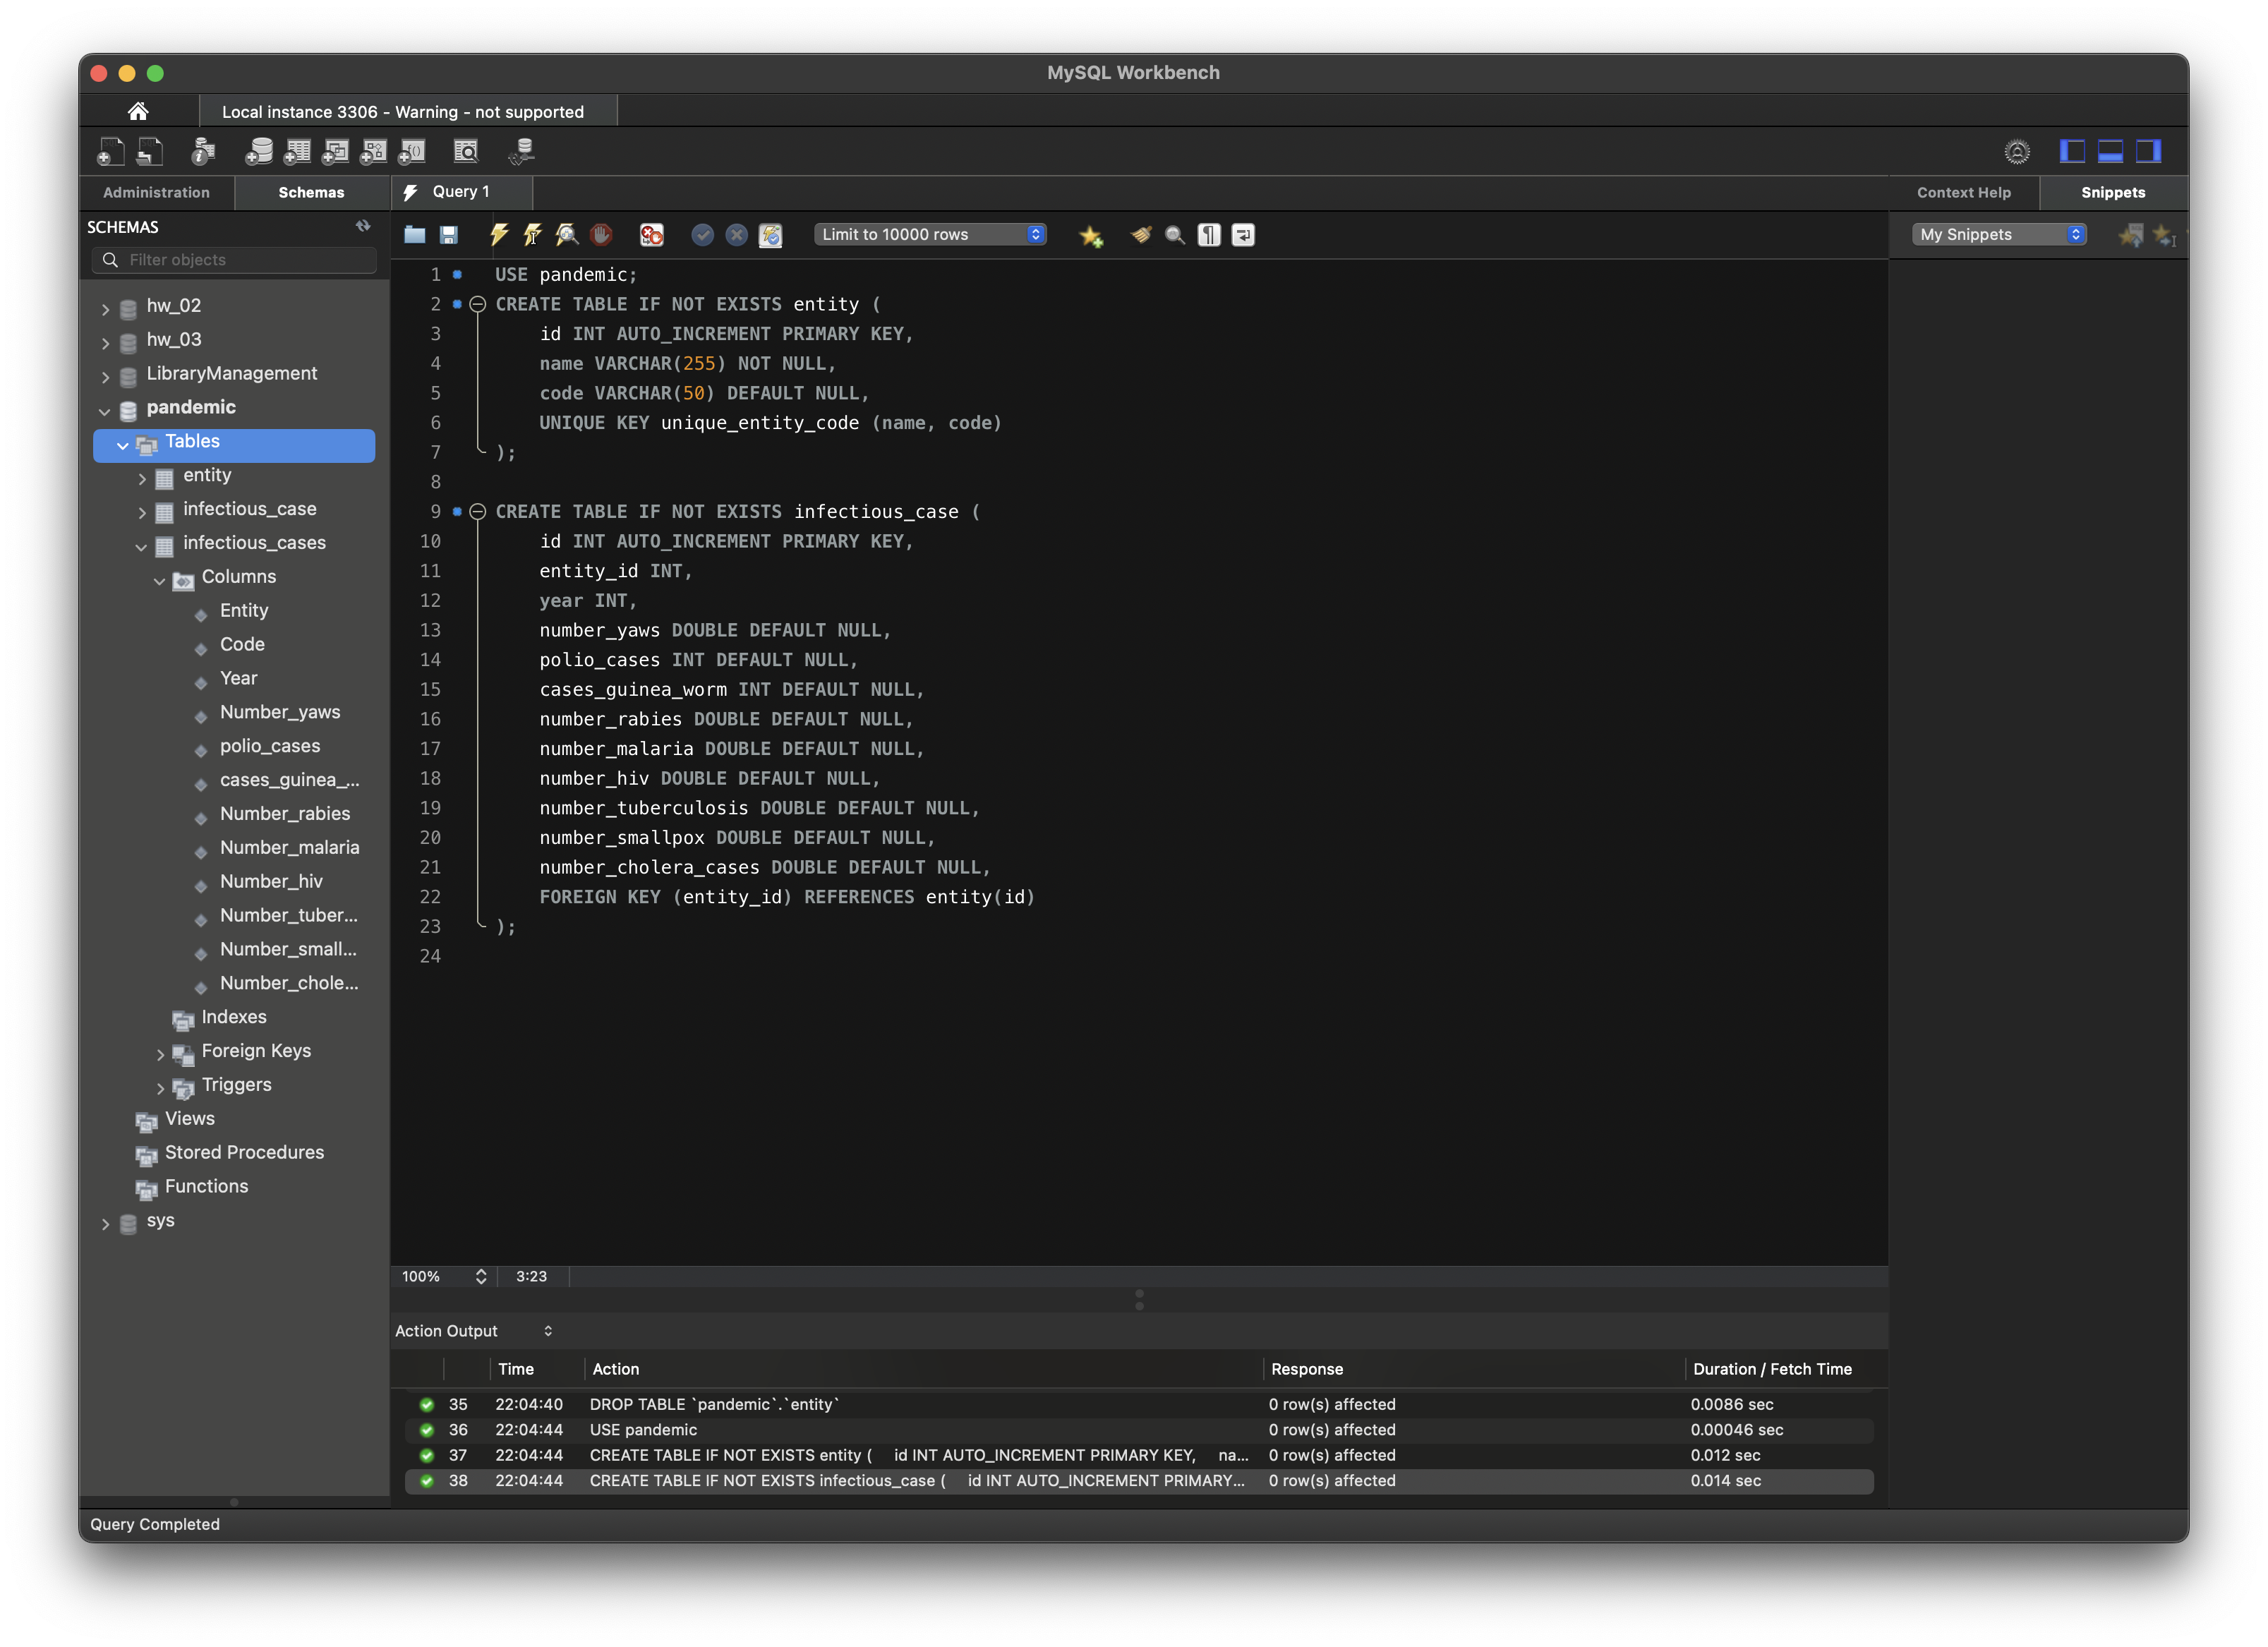 MySQL Workbench
Local instance 3306 - Warning - not supported
Administration
Schemas
Query 1
Context Help
Snippets
SCHEMAS
Filter objects
Limit to 10000 rows
My Snippets
hw_02
hw_03
LibraryManagement
pandemic
Tables
entity
infectious_case
infectious_cases
Columns
Entity
Code
Year
Number_yaws
polio_cases
cases_guinea_...
Number_rabies
Number_malaria
Number_hiv
Number_tuber...
Number_small...
Number_chole...
Indexes
Foreign Keys
Triggers
Views
Stored Procedures
Functions
sys
1 USE pandemic;
2 CREATE TABLE IF NOT EXISTS entity (
3 id INT AUTO_INCREMENT PRIMARY KEY,
4 name VARCHAR(255) NOT NULL,
5 code VARCHAR(50) DEFAULT NULL,
6 UNIQUE KEY unique_entity_code (name, code)
7 );
8
9 CREATE TABLE IF NOT EXISTS infectious_case (
10 id INT AUTO_INCREMENT PRIMARY KEY,
11 entity_id INT,
12 year INT,
13 number_yaws DOUBLE DEFAULT NULL,
14 polio_cases INT DEFAULT NULL,
15 cases_guinea_worm INT DEFAULT NULL,
16 number_rabies DOUBLE DEFAULT NULL,
17 number_malaria DOUBLE DEFAULT NULL,
18 number_hiv DOUBLE DEFAULT NULL,
19 number_tuberculosis DOUBLE DEFAULT NULL,
20 number_smallpox DOUBLE DEFAULT NULL,
21 number_cholera_cases DOUBLE DEFAULT NULL,
22 FOREIGN KEY (entity_id) REFERENCES entity(id)
23 );
24
100% 3:23
Action Output
Time Action Response Duration / Fetch Time
35 22:04:40 DROP TABLE `pandemic`.`entity` 0 row(s) affected 0.0086 sec
36 22:04:44 USE pandemic 0 row(s) affected 0.00046 sec
37 22:04:44 CREATE TABLE IF NOT EXISTS entity ( id INT AUTO_INCREMENT PRIMARY KEY, na... 0 row(s) affected 0.012 sec
38 22:04:44 CREATE TABLE IF NOT EXISTS infectious_case ( id INT AUTO_INCREMENT PRIMARY... 0 row(s) affected 0.014 sec
Query Completed